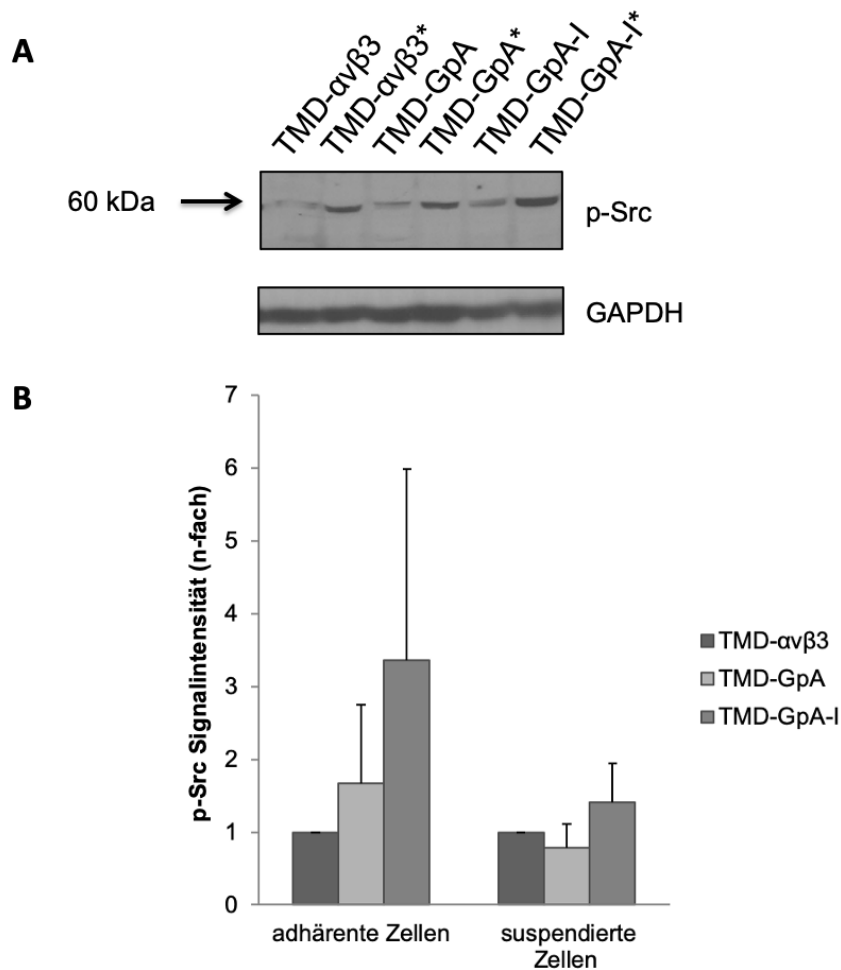 A
TMD-αvβ3
TMD-αvβ3*
TMD-GpA
TMD-GpA*
TMD-GpA-I
TMD-GpA-I*
60 kDa
p-Src
GAPDH
B
p-Src Signalintensität (n-fach)
7
6
5
4
3
2
1
0
adhärente Zellen
suspendierte
Zellen
TMD-αvβ3
TMD-GpA
TMD-GpA-I